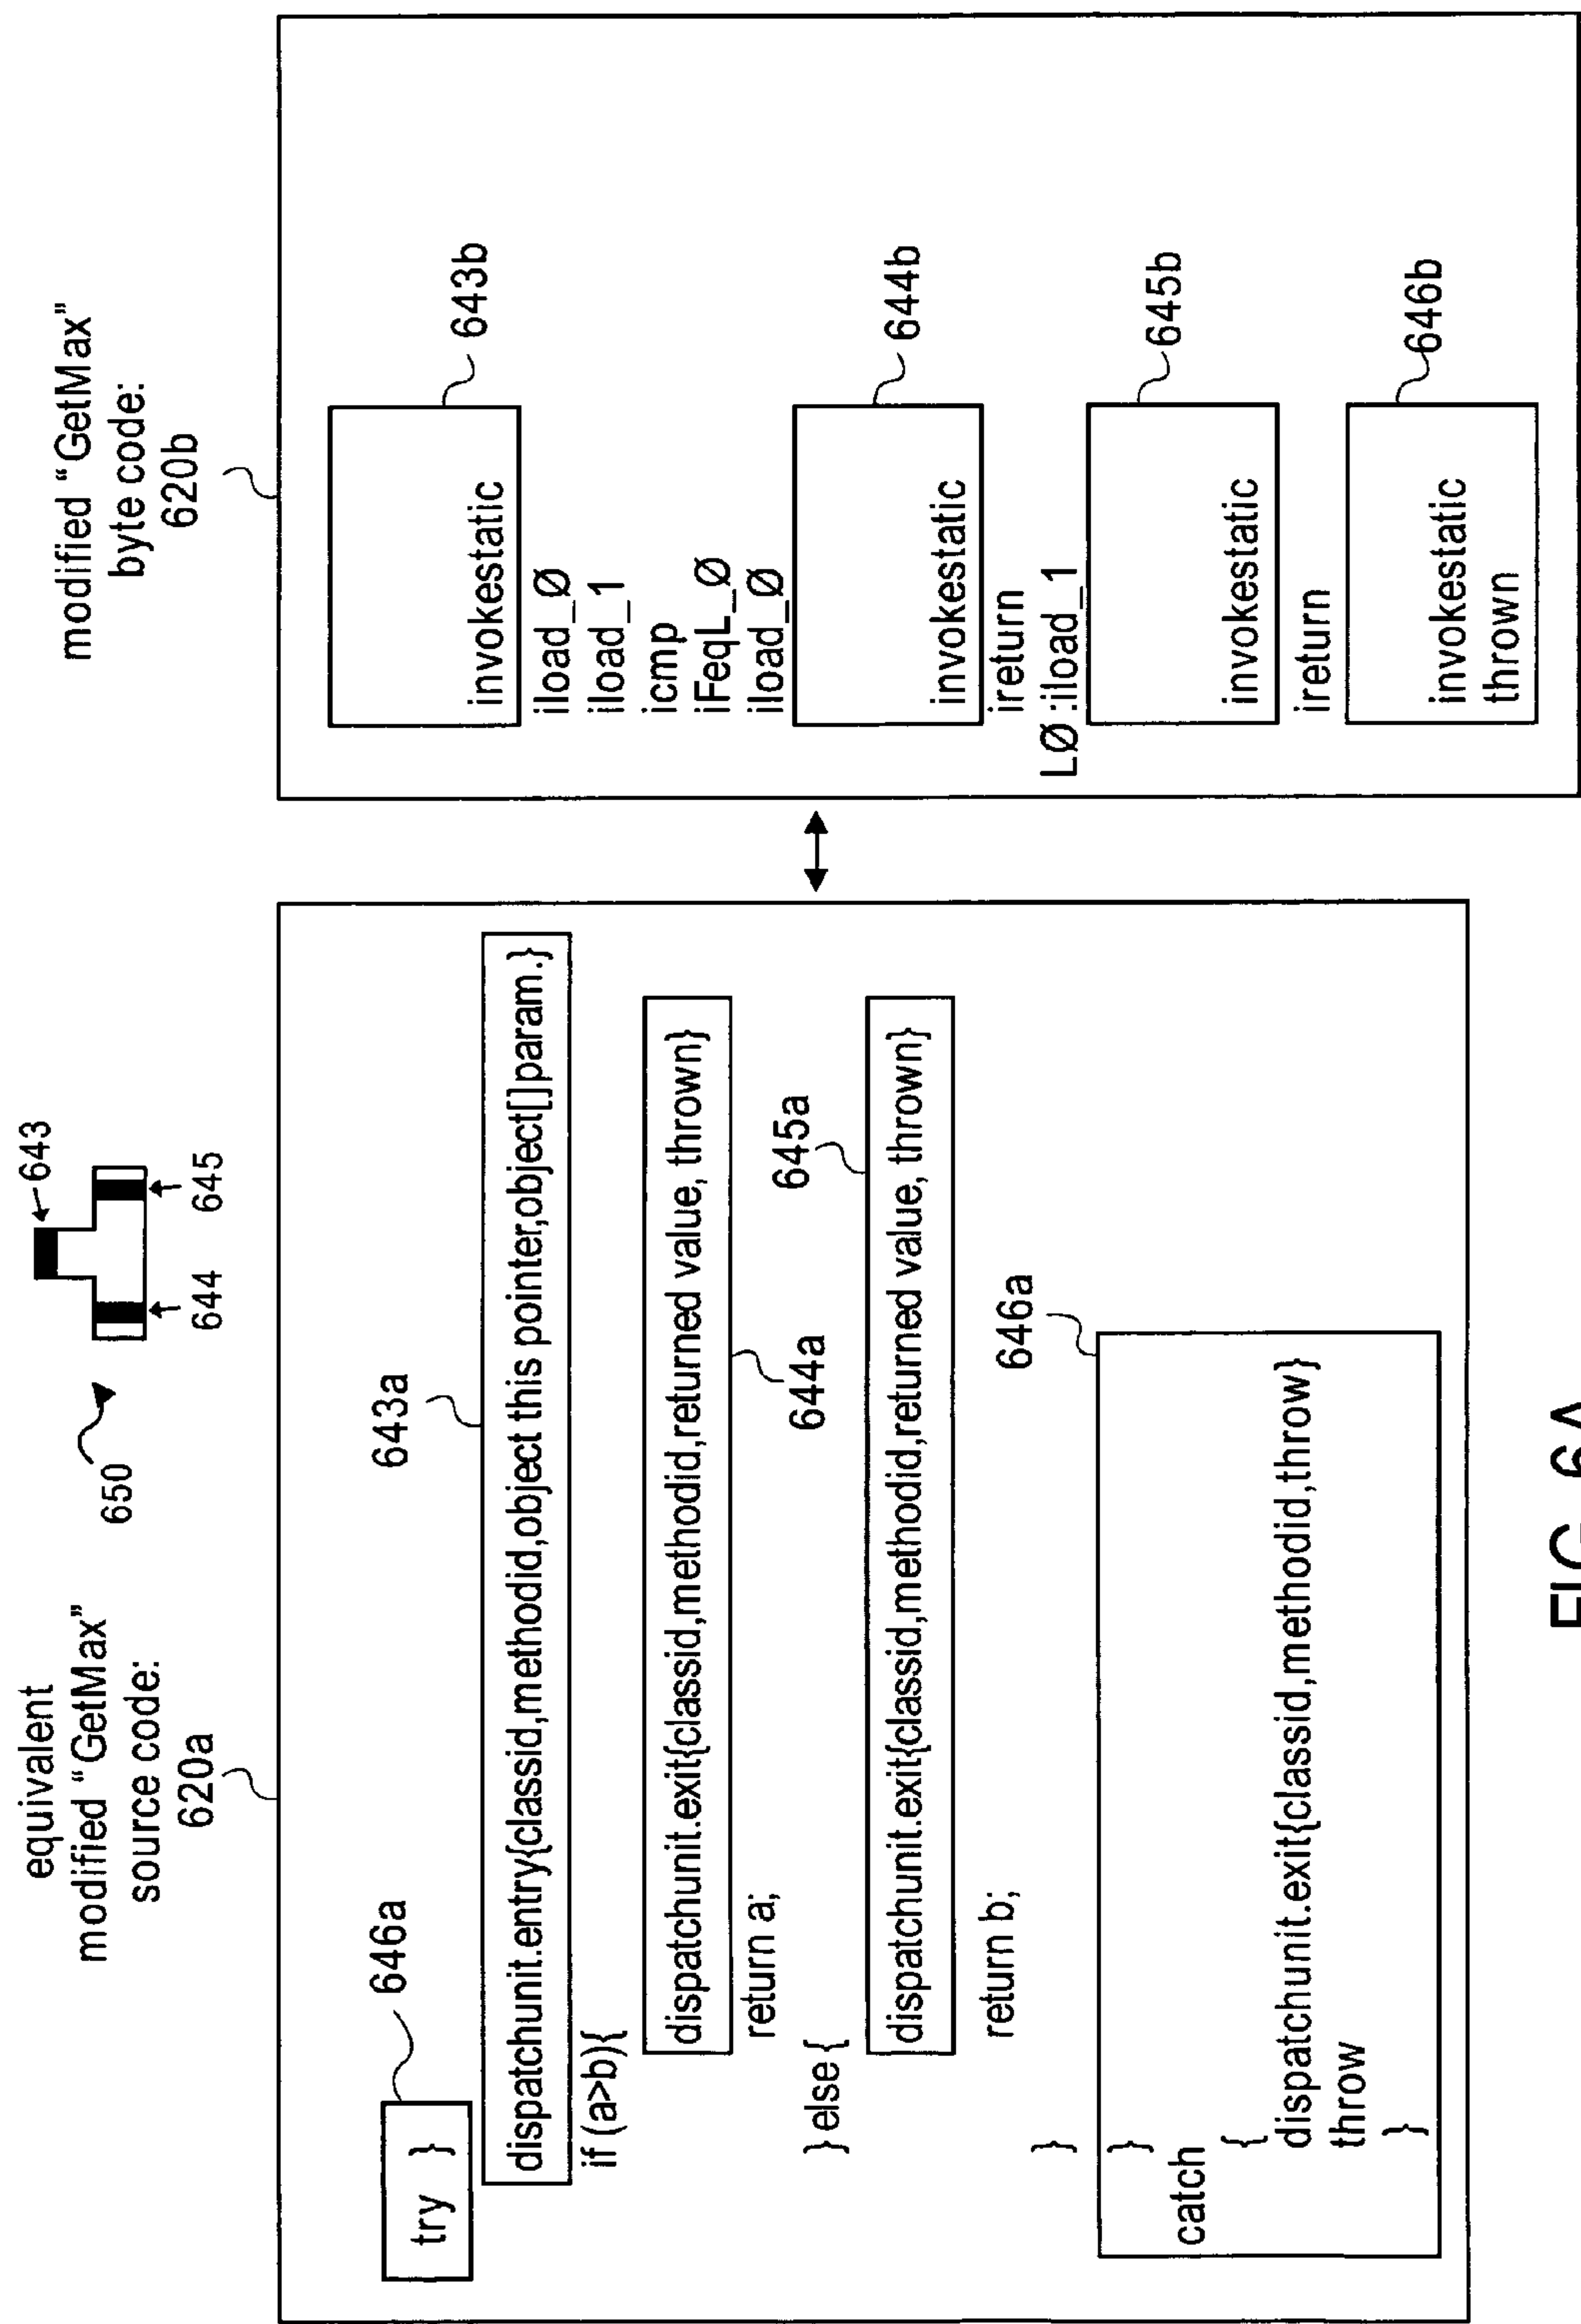 equivalent
modified "GetMax"
source code:
620a
650
643
644
645
646a
try }
643a
dispatchunit.entry{classid,methodid,object this pointer,object[]param.}
if (a>b){
dispatchunit.exit{classid,methodid,returned value, thrown}
644a
return a;
645a
} else {
dispatchunit.exit{classid,methodid,returned value, thrown}
return b;
}
646a
}
catch
{
dispatchunit.exit{classid,methodid,throw}
throw
}
modified "GetMax"
byte code:
620b
invokestatic
643b
iload_Ø
iload_1
icmp
iFeqL_Ø
iload_Ø
invokestatic
644b
ireturn
LØ:iload_1
invokestatic
645b
ireturn
invokestatic
thrown
646b
FIG. 6A